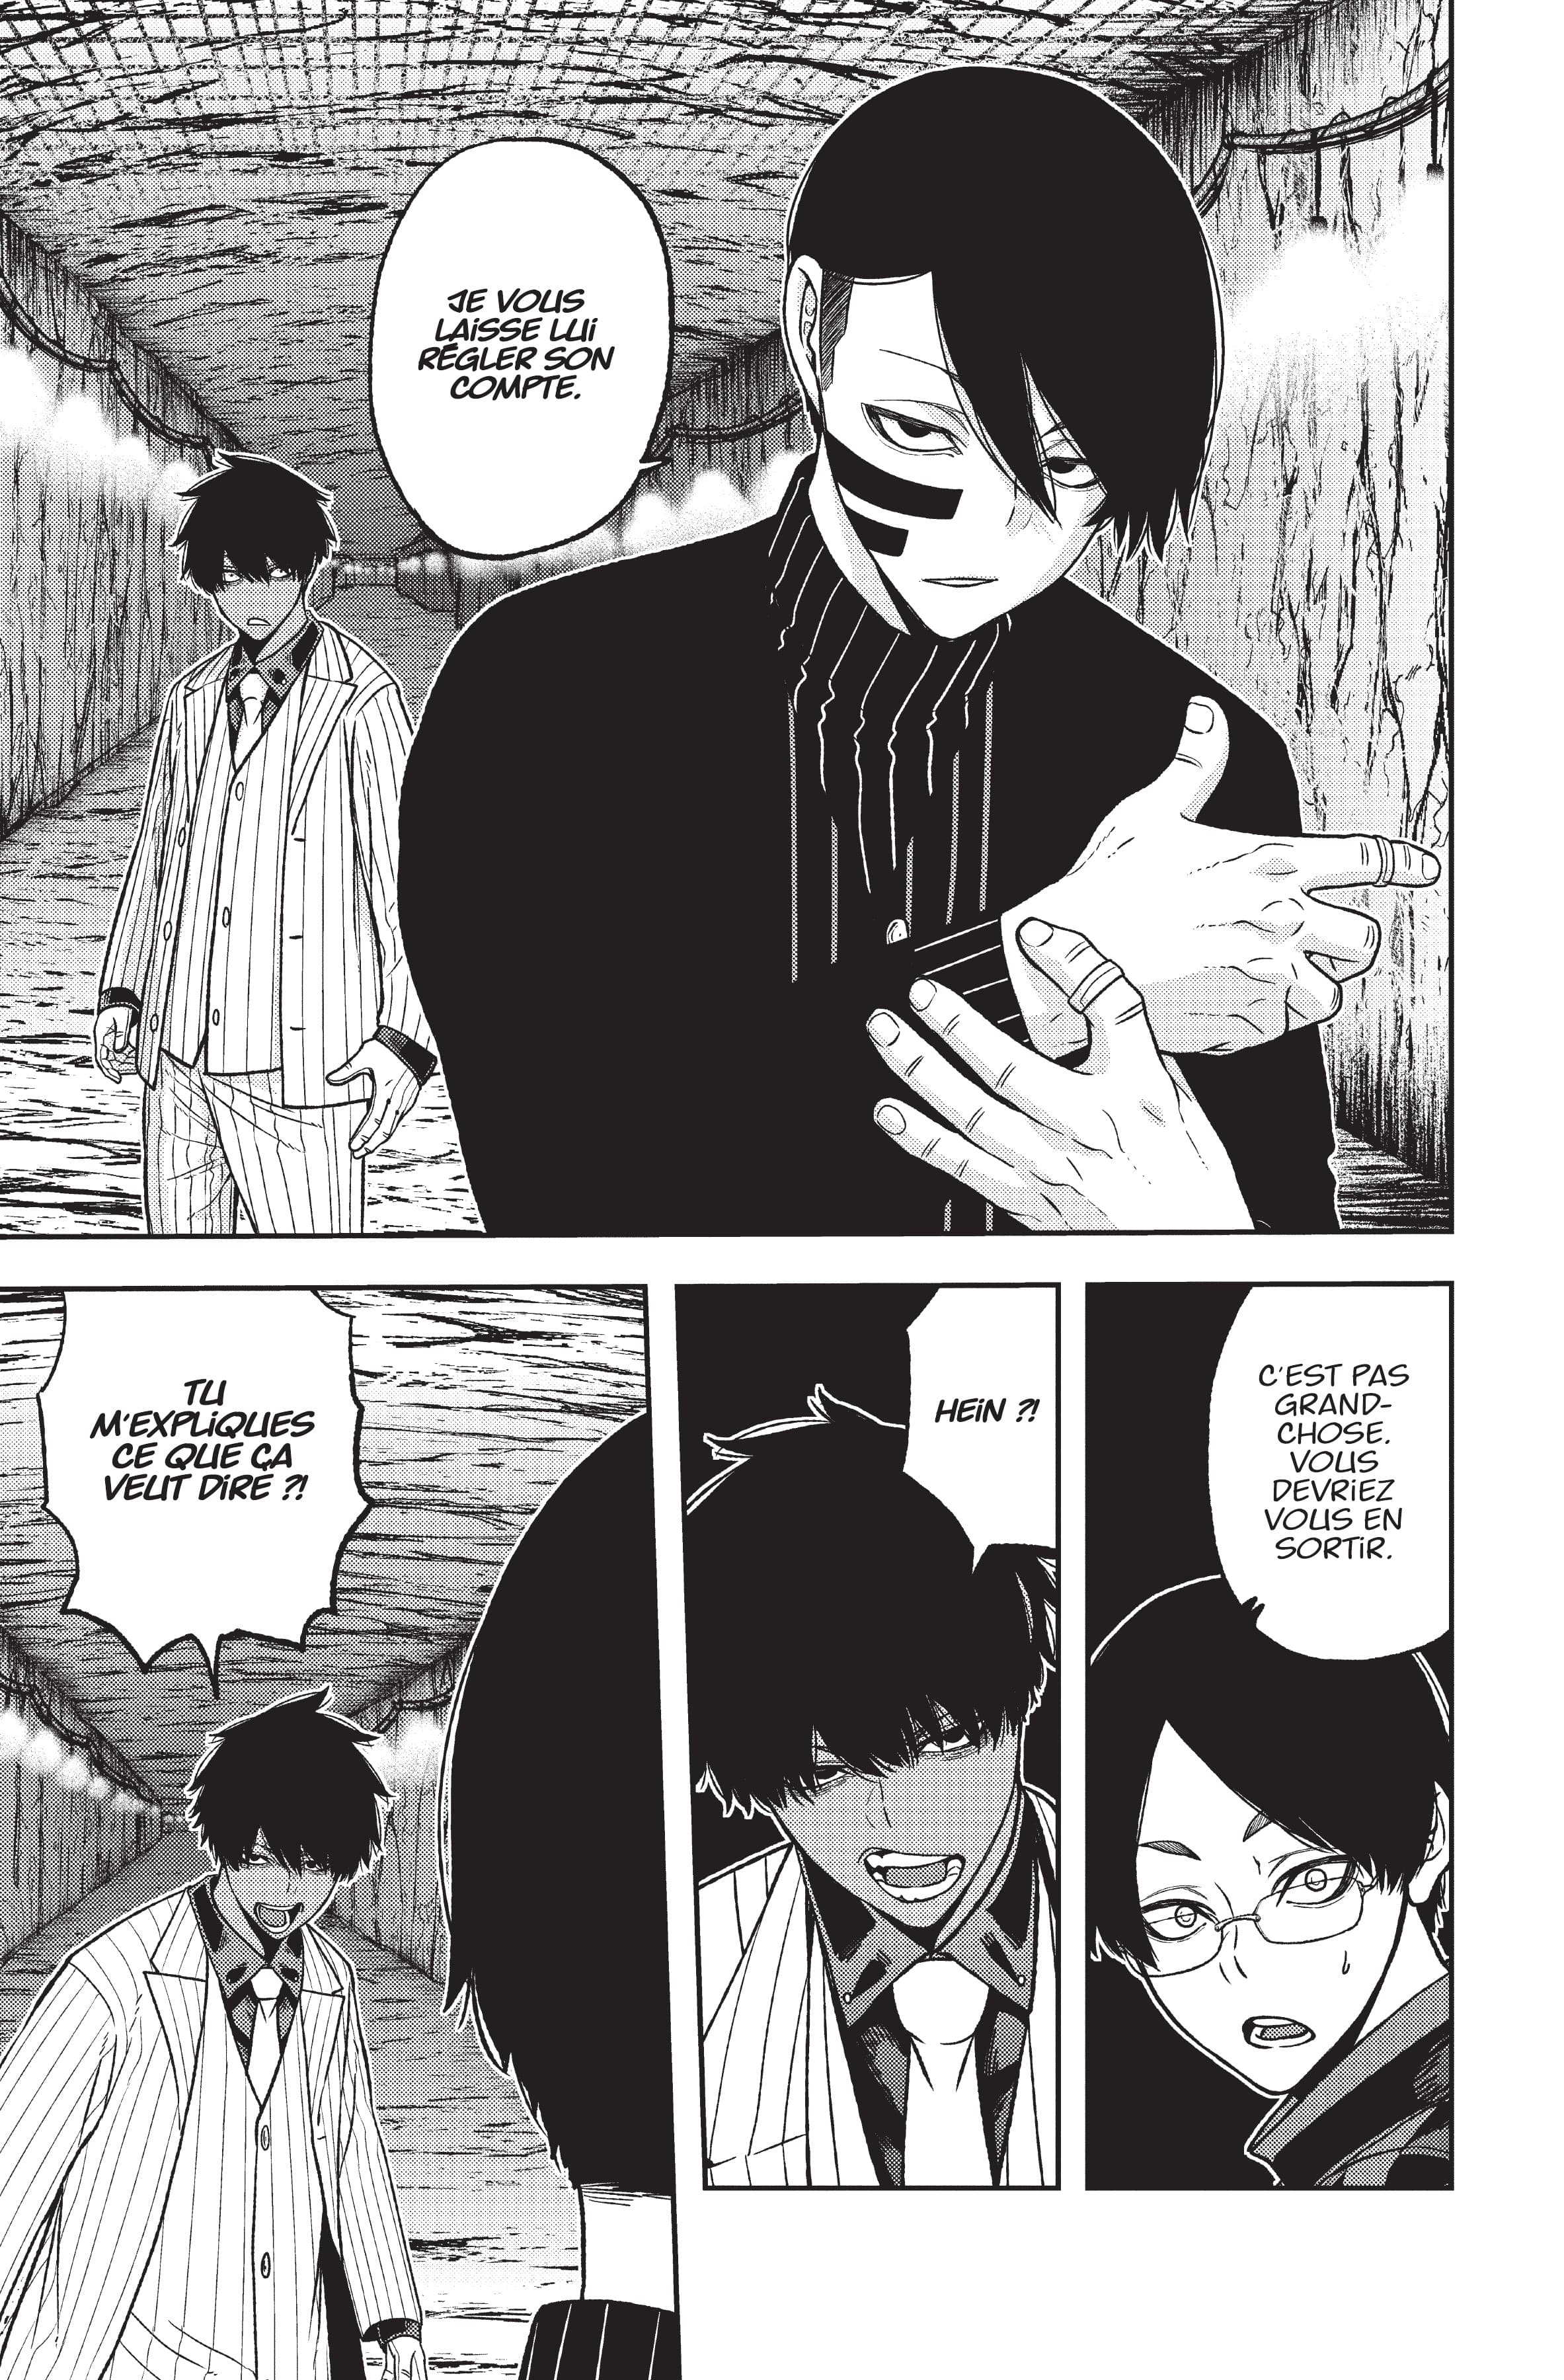 JE VOUS
LAISSE LUI
RÉGLER SON
COMPTE.
C'EST PAS
GRAND-
CHOSE.
VOUS
DEVRIEZ
VOUS EN
SORTIR.
HEIN ?!
TU
M'EXPLIQUES
CE QUE ÇA
VEUT DIRE ?!